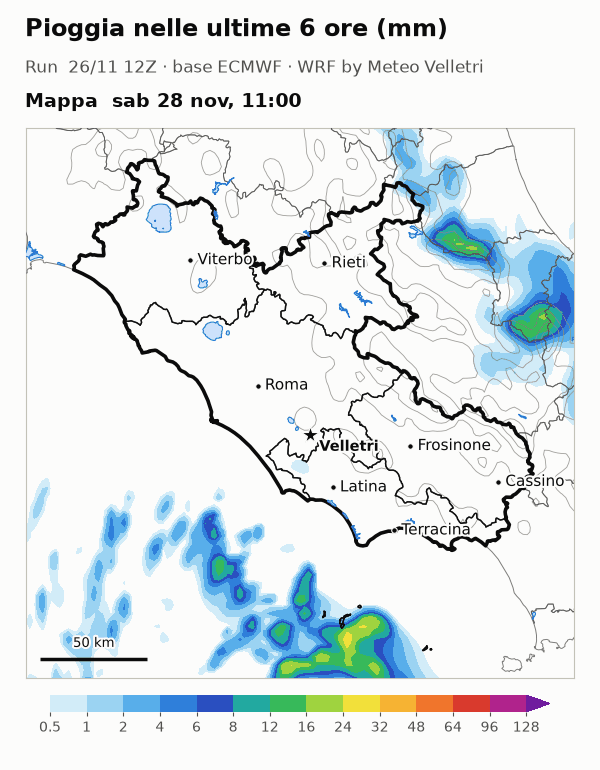 Pioggia nelle ultime 6 ore (mm)
Run 26/11 12Z · base ECMWF · WRF by Meteo Velletri
Mappa sab 28 nov, 11:00
Viterbo
Rieti
Roma
Velletri
Frosinone
Cassino
Latina
Terracina
50 km
0.5 1 2 4 6 8 12 16 24 32 48 64 96 128